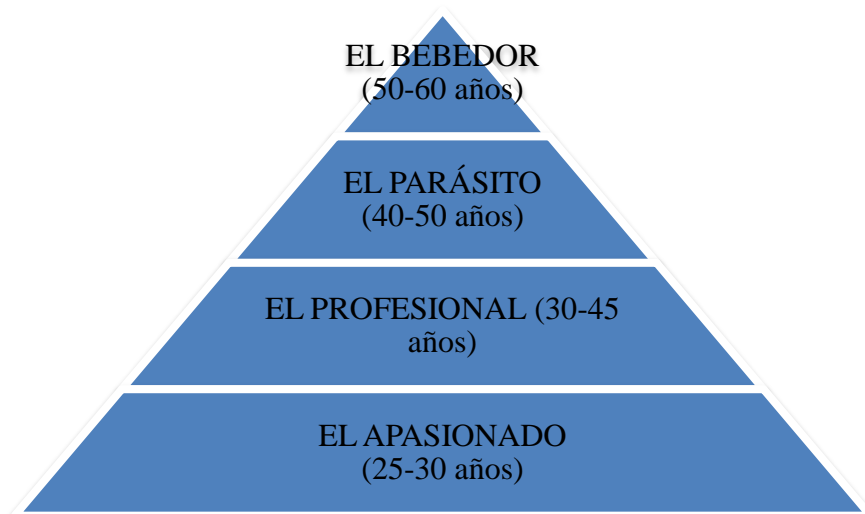 EL BEBEDOR
(50-60 años)
EL PARÁSITO
(40-50 años)
EL PROFESIONAL (30-45
años)
EL APASIONADO
(25-30 años)